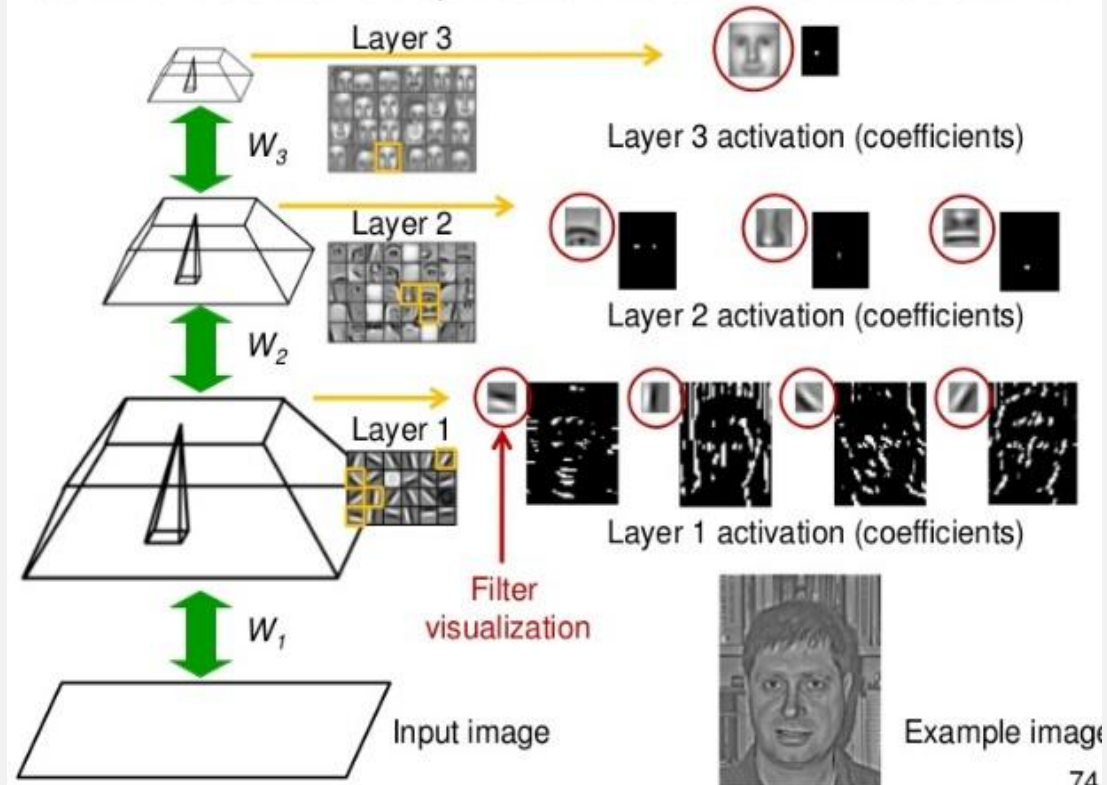 Layer 3
W3
Layer 3 activation (coefficients)
Layer 2
W2
Layer 2 activation (coefficients)
Layer 1
Layer 1 activation (coefficients)
Filter
visualization
W1
Input image
Example image
74